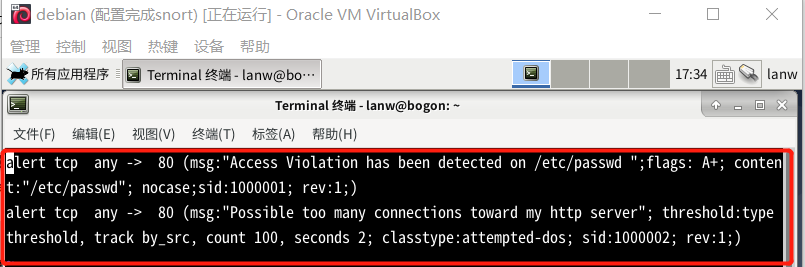 debian (配置完成snort) [正在运行] - Oracle VM VirtualBox
管理 控制 视图 热键 设备 帮助
所有应用程序 Terminal 终端 - lanw@bo… 17:34 lanw
Terminal 终端 - lanw@bogon: ~
文件(F) 编辑(E) 视图(V) 终端(T) 标签(A) 帮助(H)
alert tcp  any ->  80 (msg:"Access Violation has been detected on /etc/passwd ";flags: A+; conten
t:"/etc/passwd"; nocase;sid:1000001; rev:1;)
alert tcp  any ->  80 (msg:"Possible too many connections toward my http server"; threshold:type
threshold, track by_src, count 100, seconds 2; classtype:attempted-dos; sid:1000002; rev:1;)